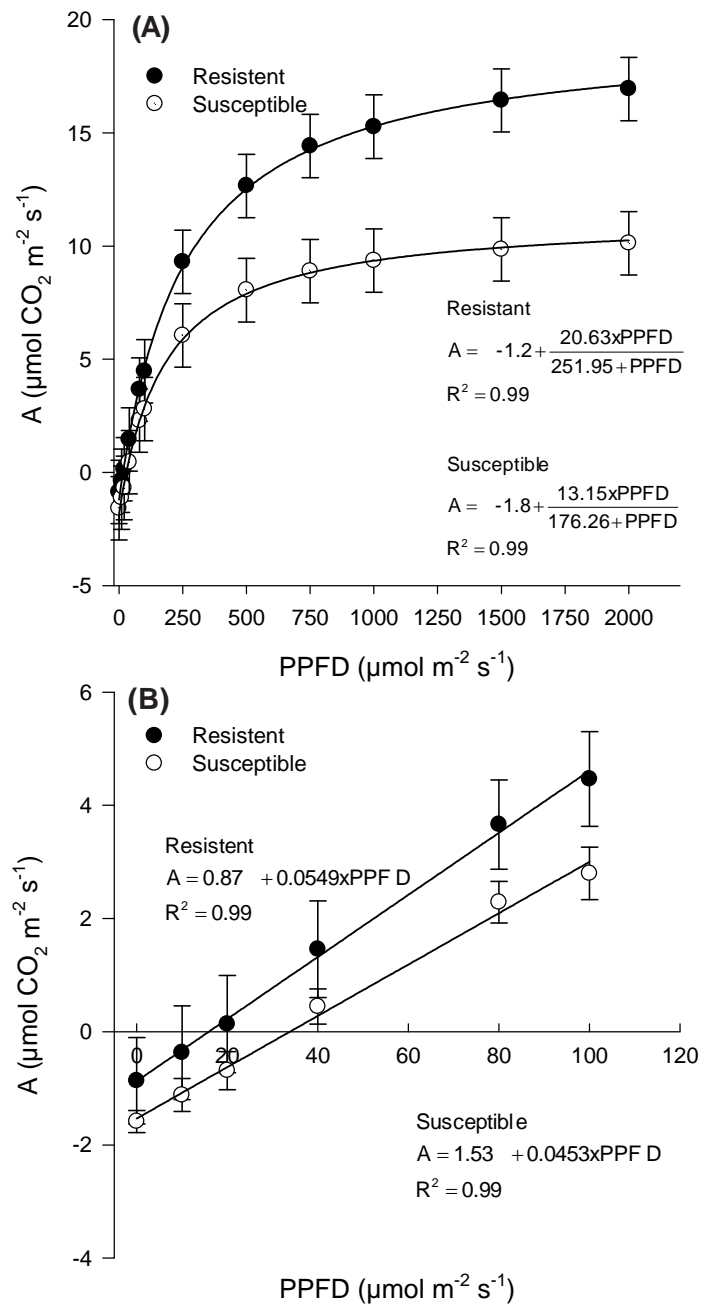 (A)
Resistent
Susceptible
20
15
10
5
0
-5
A (µmol CO₂ m⁻² s⁻¹)
Resistant
A = -1.2+ 20.63xPPFD / 251.95+PPFD
R² = 0.99
Susceptible
A = -1.8+ 13.15xPPFD / 176.26+PPFD
R² = 0.99
0 250 500 750 1000 1250 1500 1750 2000
PPFD (µmol m⁻² s⁻¹)
(B)
Resistent
Susceptible
6
4
2
0
-2
-4
A (µmol CO₂ m⁻² s⁻¹)
Resistent
A = 0.87 +0.0549xPPF D
R² = 0.99
0 20 40 60 80 100 120
Susceptible
A = 1.53 +0.0453xPPF D
R² = 0.99
PPFD (µmol m⁻² s⁻¹)